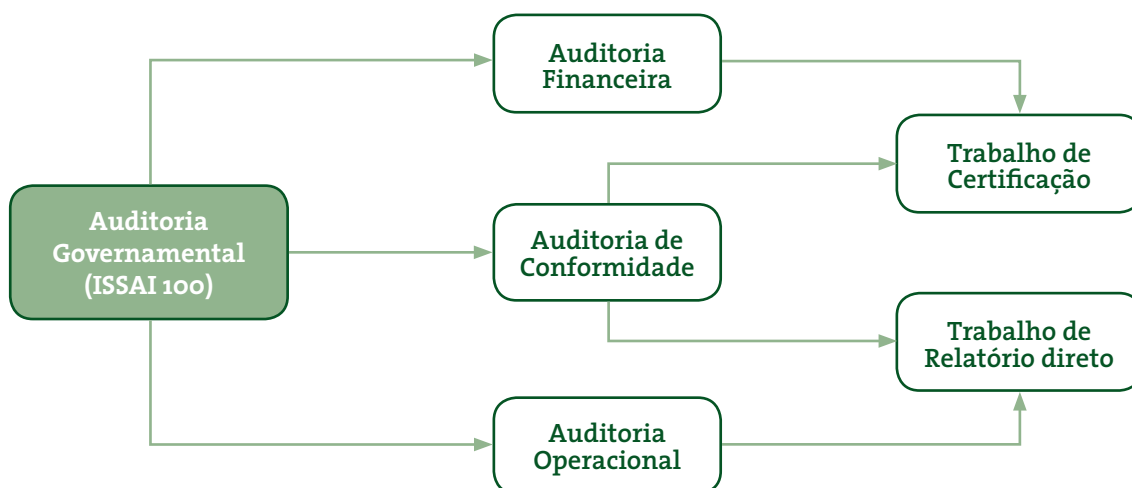 Auditoria
Financeira
Trabalho de
Certificação
Auditoria
Governamental
(ISSAI 100)
Auditoria de
Conformidade
Trabalho de
Relatório direto
Auditoria
Operacional